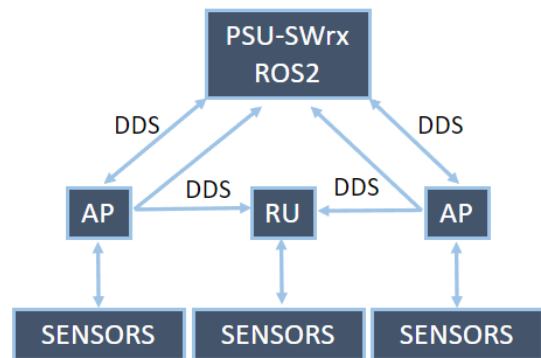 PSU-SWrx
ROS2
DDS
DDS
DDS
DDS
AP
RU
AP
SENSORS
SENSORS
SENSORS